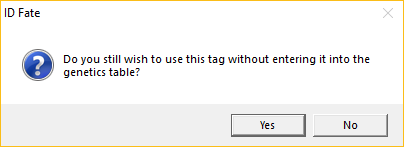 ID Fate
Do you still wish to use this tag without entering it into the
genetics table?
Yes
No